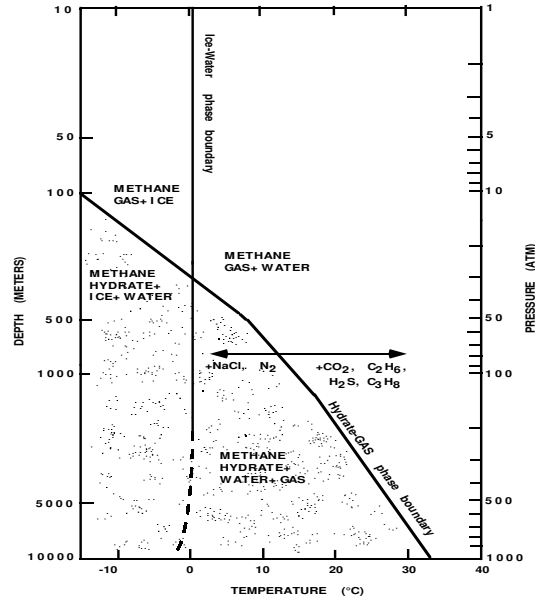 10
50
100
500
1000
5000
10000
DEPTH (METERS)
1
5
10
50
100
500
1000
PRESSURE (ATM)
-10
0
10
20
30
40
TEMPERATURE (°C)
Ice-Water phase boundary
METHANE
GAS+ ICE
METHANE
GAS+ WATER
METHANE
HYDRATE+
ICE+ WATER
+NaCl, N2
+CO2, C2H6,
H2S, C3H8
METHANE
HYDRATE+
WATER+ GAS
Hydrate-GAS phase boundary